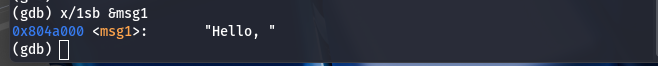 (gdb) x/1sb &msg1
0x804a000 <msg1>:       "Hello, "
(gdb)